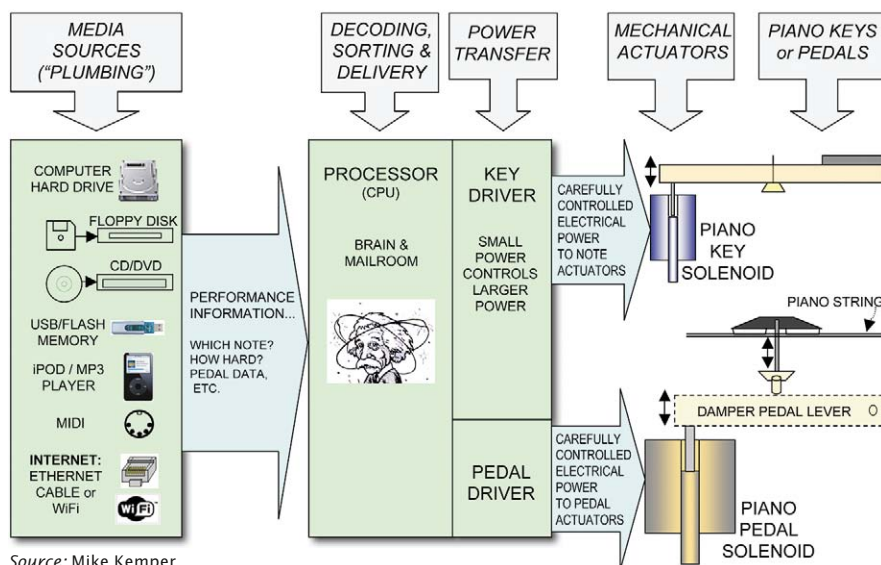 MEDIA
SOURCES
("PLUMBING")
DECODING,
SORTING &
DELIVERY
POWER
TRANSFER
MECHANICAL
ACTUATORS
PIANO KEYS
or PEDALS
COMPUTER
HARD DRIVE
FLOPPY DISK
CD/DVD
USB/FLASH
MEMORY
iPOD / MP3
PLAYER
MIDI
INTERNET:
ETHERNET
CABLE or
WiFi
Wi Fi
PERFORMANCE
INFORMATION...
WHICH NOTE?
HOW HARD?
PEDAL DATA,
ETC.
PROCESSOR
(CPU)
BRAIN &
MAILROOM
KEY
DRIVER
SMALL
POWER
CONTROLS
LARGER
POWER
PEDAL
DRIVER
CAREFULLY
CONTROLLED
ELECTRICAL
POWER
TO NOTE
ACTUATORS
CAREFULLY
CONTROLLED
ELECTRICAL
POWER
TO PEDAL
ACTUATORS
PIANO
KEY
SOLENOID
PIANO STRING
DAMPER PEDAL LEVER
PIANO
PEDAL
SOLENOID
Source: Mike Kemper